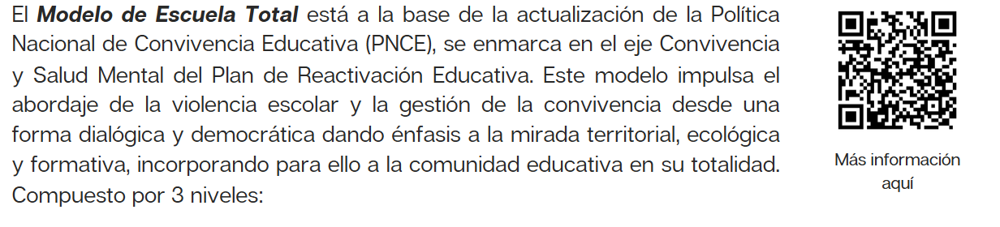 El Modelo de Escuela Total está a la base de la actualización de la Política
Nacional de Convivencia Educativa (PNCE), se enmarca en el eje Convivencia
y Salud Mental del Plan de Reactivación Educativa. Este modelo impulsa el
abordaje de la violencia escolar y la gestión de la convivencia desde una
forma dialógica y democrática dando énfasis a la mirada territorial, ecológica
y formativa, incorporando para ello a la comunidad educativa en su totalidad.
Compuesto por 3 niveles:
Más información
aquí